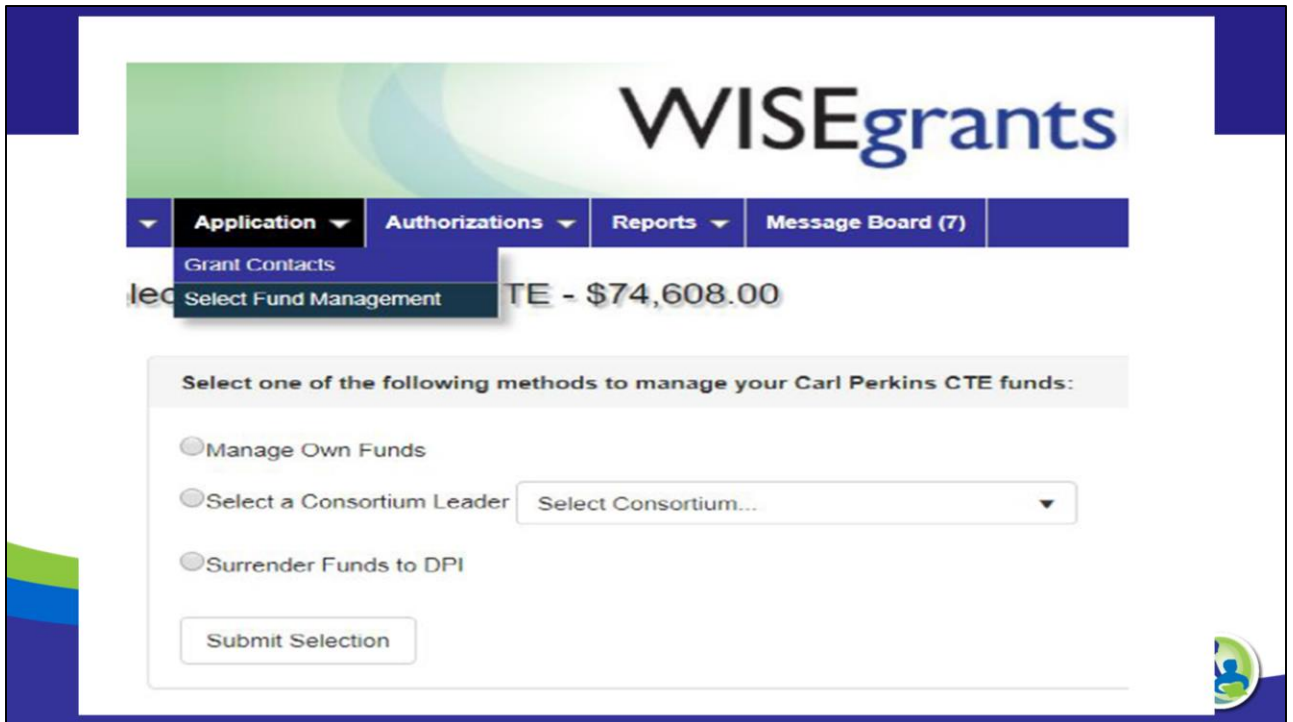 WISEgrants
Application Authorizations Reports Message Board (7)
Grant Contacts
Select Fund Management
TE - $74,608.00
Select one of the following methods to manage your Carl Perkins CTE funds:
Manage Own Funds
Select a Consortium Leader Select Consortium...
Surrender Funds to DPI
Submit Selection